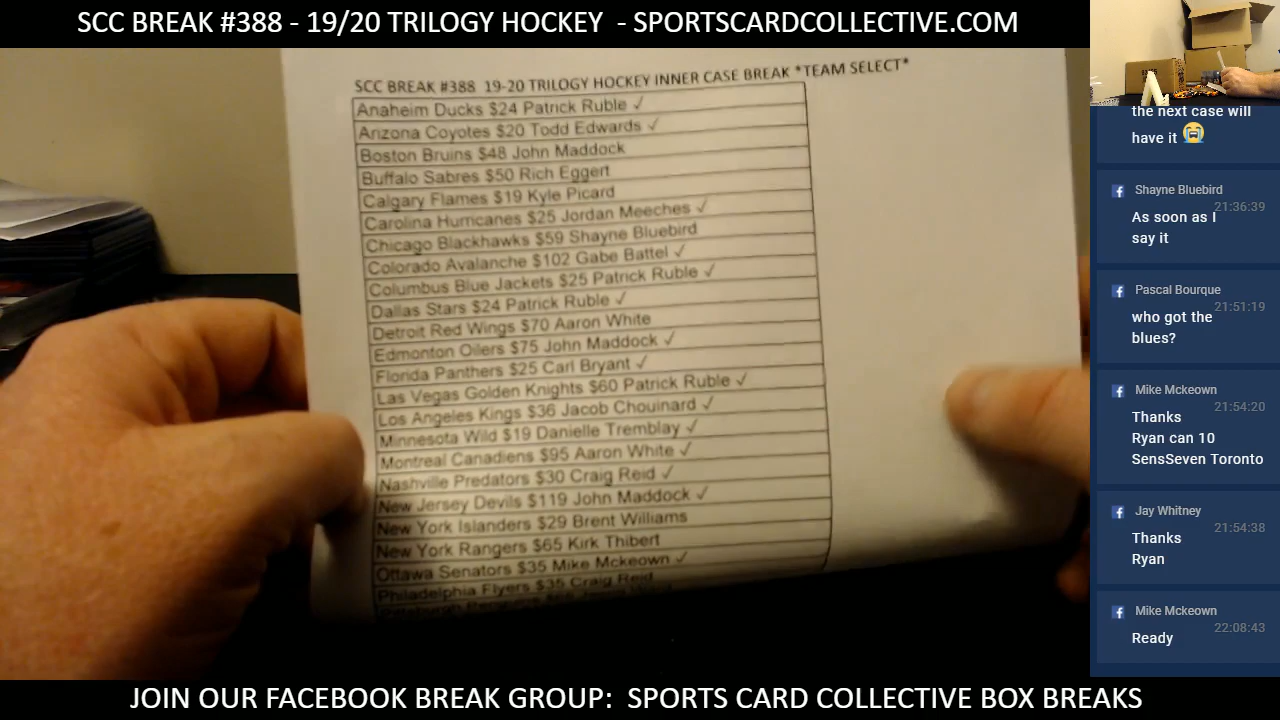 SCC BREAK #388 - 19/20 TRILOGY HOCKEY - SPORTSCARDCOLLECTIVE.COM
SCC BREAK #388 19-20 TRILOGY HOCKEY INNER CASE BREAK *TEAM SELECT*
Anaheim Ducks $24 Patrick Ruble ✓
Arizona Coyotes $20 Todd Edwards ✓
Boston Bruins $48 John Maddock
Buffalo Sabres $50 Rich Eggert
Calgary Flames $19 Kyle Picard
Carolina Hurricanes $25 Jordan Meeches ✓
Chicago Blackhawks $59 Shayne Bluebird
Colorado Avalanche $102 Gabe Battel ✓
Columbus Blue Jackets $25 Patrick Ruble ✓
Dallas Stars $24 Patrick Ruble ✓
Detroit Red Wings $70 Aaron White
Edmonton Oilers $75 John Maddock ✓
Florida Panthers $25 Carl Bryant ✓
Las Vegas Golden Knights $60 Patrick Ruble ✓
Los Angeles Kings $36 Jacob Chouinard ✓
Minnesota Wild $19 Danielle Tremblay ✓
Montreal Canadiens $95 Aaron White ✓
Nashville Predators $30 Craig Reid ✓
New Jersey Devils $119 John Maddock ✓
New York Islanders $29 Brent Williams
New York Rangers $65 Kirk Thibert
Ottawa Senators $35 Mike Mckeown ✓
Philadelphia Flyers $35 Craig Reid
Pittsburgh Penguins
the next case will
have it 😭
Shayne Bluebird
21:36:39
As soon as I
say it
Pascal Bourque
21:51:19
who got the
blues?
Mike Mckeown
21:54:20
Thanks
Ryan can 10
SensSeven Toronto
Jay Whitney
21:54:38
Thanks
Ryan
Mike Mckeown
22:08:43
Ready
JOIN OUR FACEBOOK BREAK GROUP: SPORTS CARD COLLECTIVE BOX BREAKS